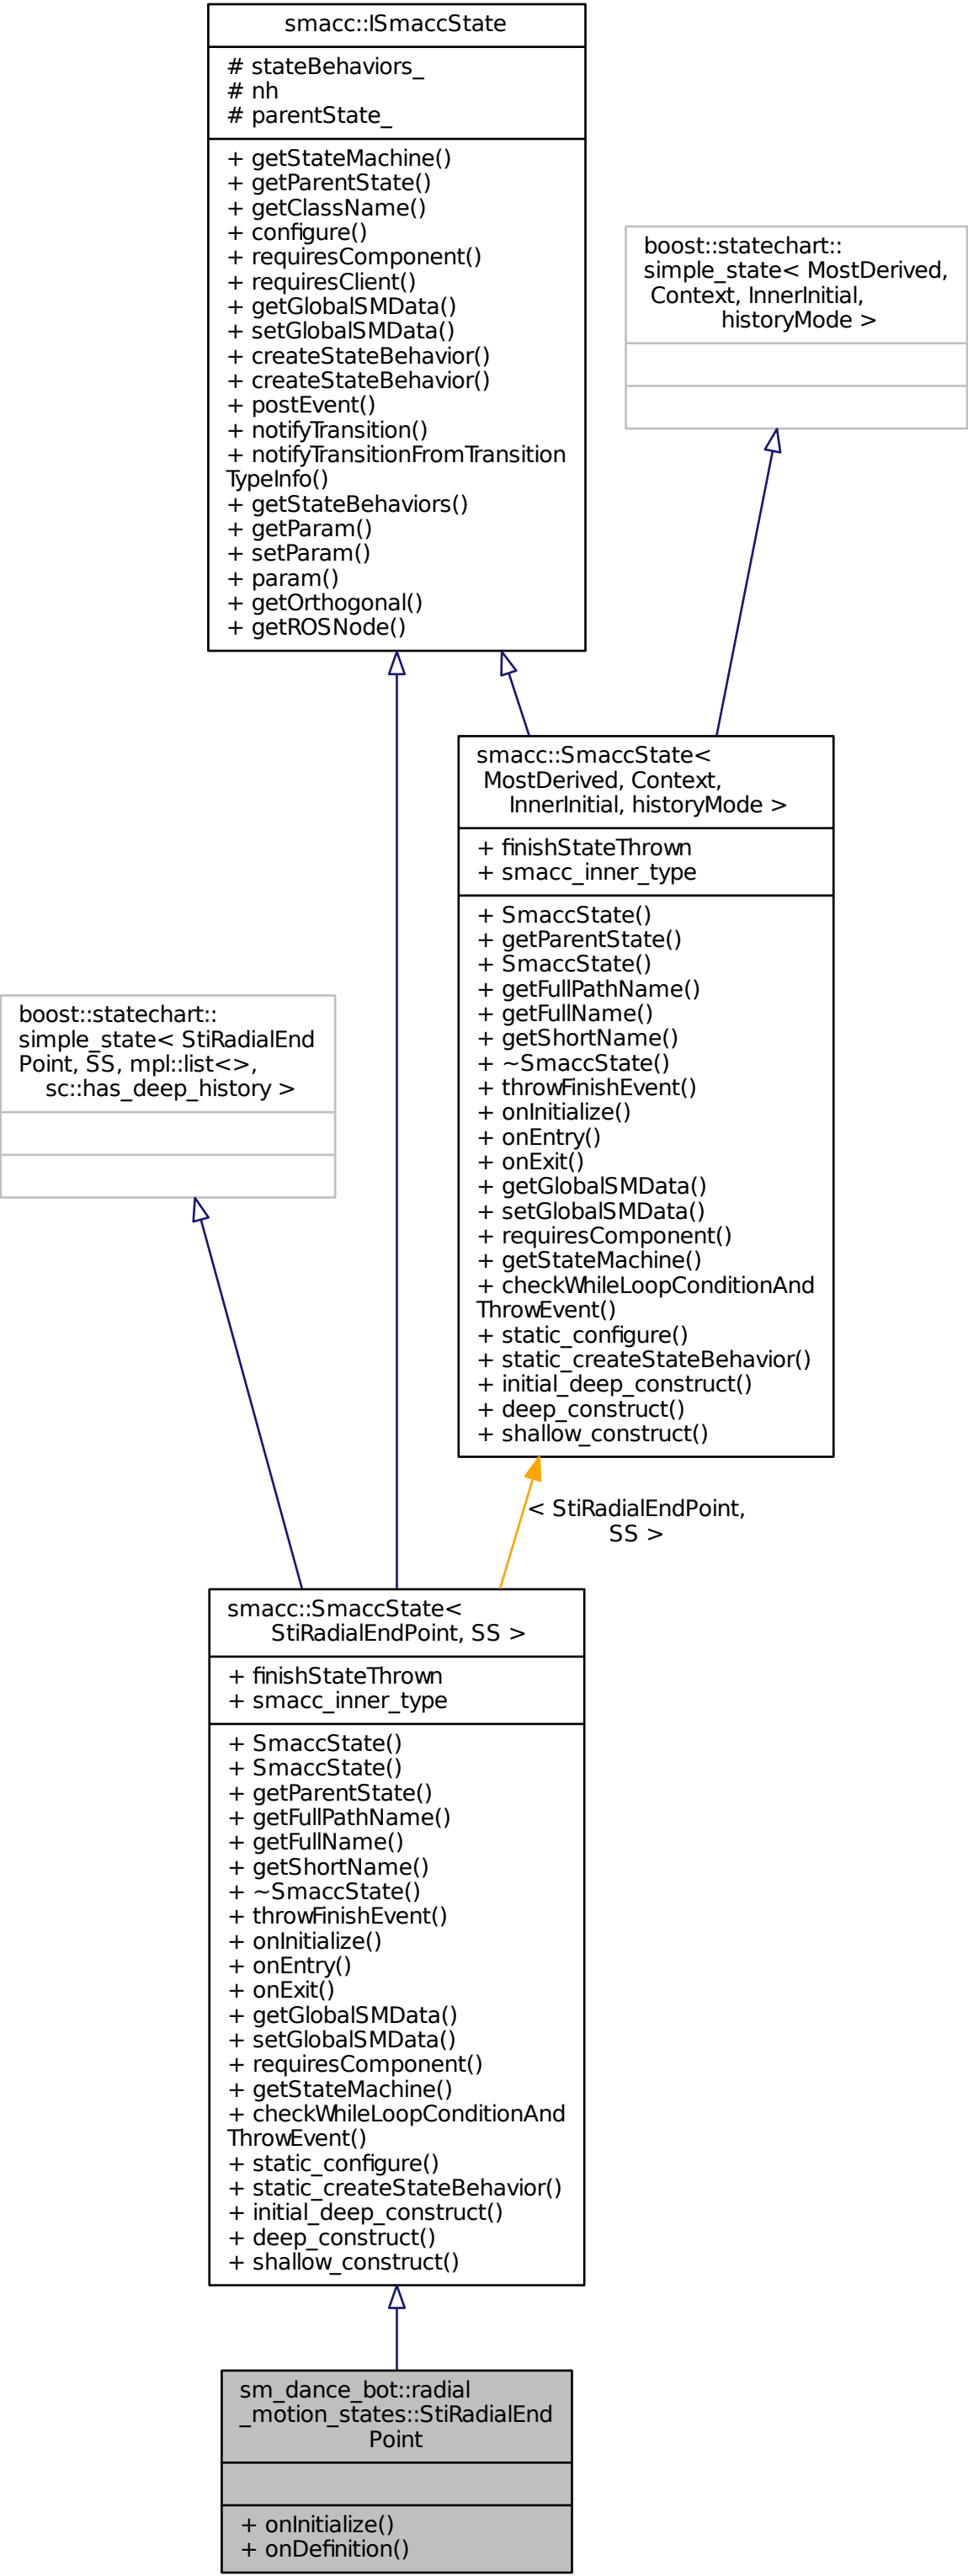 smacc::ISmaccState
# stateBehaviors_
# nh
# parentState_
+ getStateMachine()
+ getParentState()
+ getClassName()
+ configure()
+ requiresComponent()
+ requiresClient()
+ getGlobalSMData()
+ setGlobalSMData()
+ createStateBehavior()
+ createStateBehavior()
+ postEvent()
+ notifyTransition()
+ notifyTransitionFromTransition
TypeInfo()
+ getStateBehaviors()
+ getParam()
+ setParam()
+ param()
+ getOrthogonal()
+ getROSNode()
boost::statechart::
simple_state< MostDerived,
Context, InnerInitial,
historyMode >
smacc::SmaccState<
MostDerived, Context,
InnerInitial, historyMode >
+ finishStateThrown
+ smacc_inner_type
+ SmaccState()
+ getParentState()
+ SmaccState()
+ getFullPathName()
+ getFullName()
+ getShortName()
+ ~SmaccState()
+ throwFinishEvent()
+ onInitialize()
+ onEntry()
+ onExit()
+ getGlobalSMData()
+ setGlobalSMData()
+ requiresComponent()
+ getStateMachine()
+ checkWhileLoopConditionAnd
ThrowEvent()
+ static_configure()
+ static_createStateBehavior()
+ initial_deep_construct()
+ deep_construct()
+ shallow_construct()
boost::statechart::
simple_state< StiRadialEnd
Point, SS, mpl::list<>,
sc::has_deep_history >
< StiRadialEndPoint,
SS >
smacc::SmaccState<
StiRadialEndPoint, SS >
+ finishStateThrown
+ smacc_inner_type
+ SmaccState()
+ SmaccState()
+ getParentState()
+ getFullPathName()
+ getFullName()
+ getShortName()
+ ~SmaccState()
+ throwFinishEvent()
+ onInitialize()
+ onEntry()
+ onExit()
+ getGlobalSMData()
+ setGlobalSMData()
+ requiresComponent()
+ getStateMachine()
+ checkWhileLoopConditionAnd
ThrowEvent()
+ static_configure()
+ static_createStateBehavior()
+ initial_deep_construct()
+ deep_construct()
+ shallow_construct()
sm_dance_bot::radial
_motion_states::StiRadialEnd
Point
+ onInitialize()
+ onDefinition()